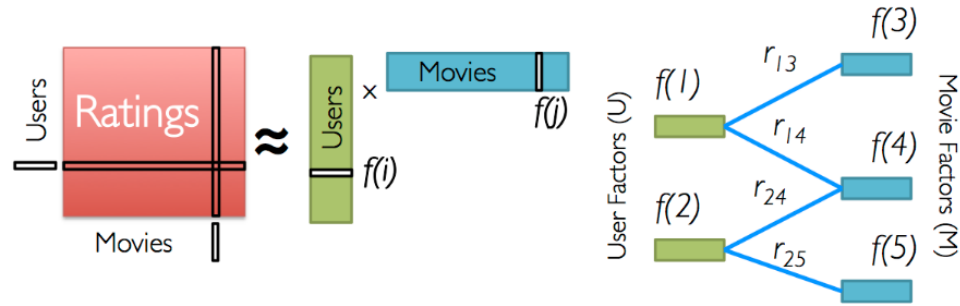 Users
Ratings
Movies
≈
Users
f(i)
×
Movies
f(j)
User Factors (U)
f(1)
f(2)
r13
r14
r24
r25
f(3)
f(4)
f(5)
Movie Factors (M)